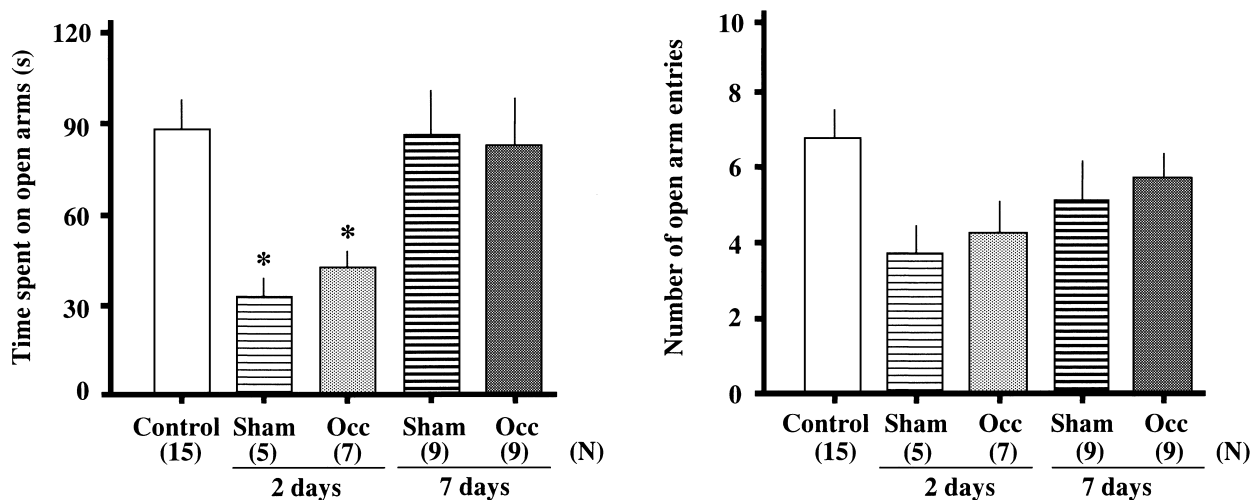 Time spent on open arms (s)
120
90
60
30
0
*
*
Control Sham Occ Sham Occ
(15) (5) (7) (9) (9) (N)
2 days 7 days
Number of open arm entries
10
8
6
4
2
0
Control Sham Occ Sham Occ
(15) (5) (7) (9) (9) (N)
2 days 7 days